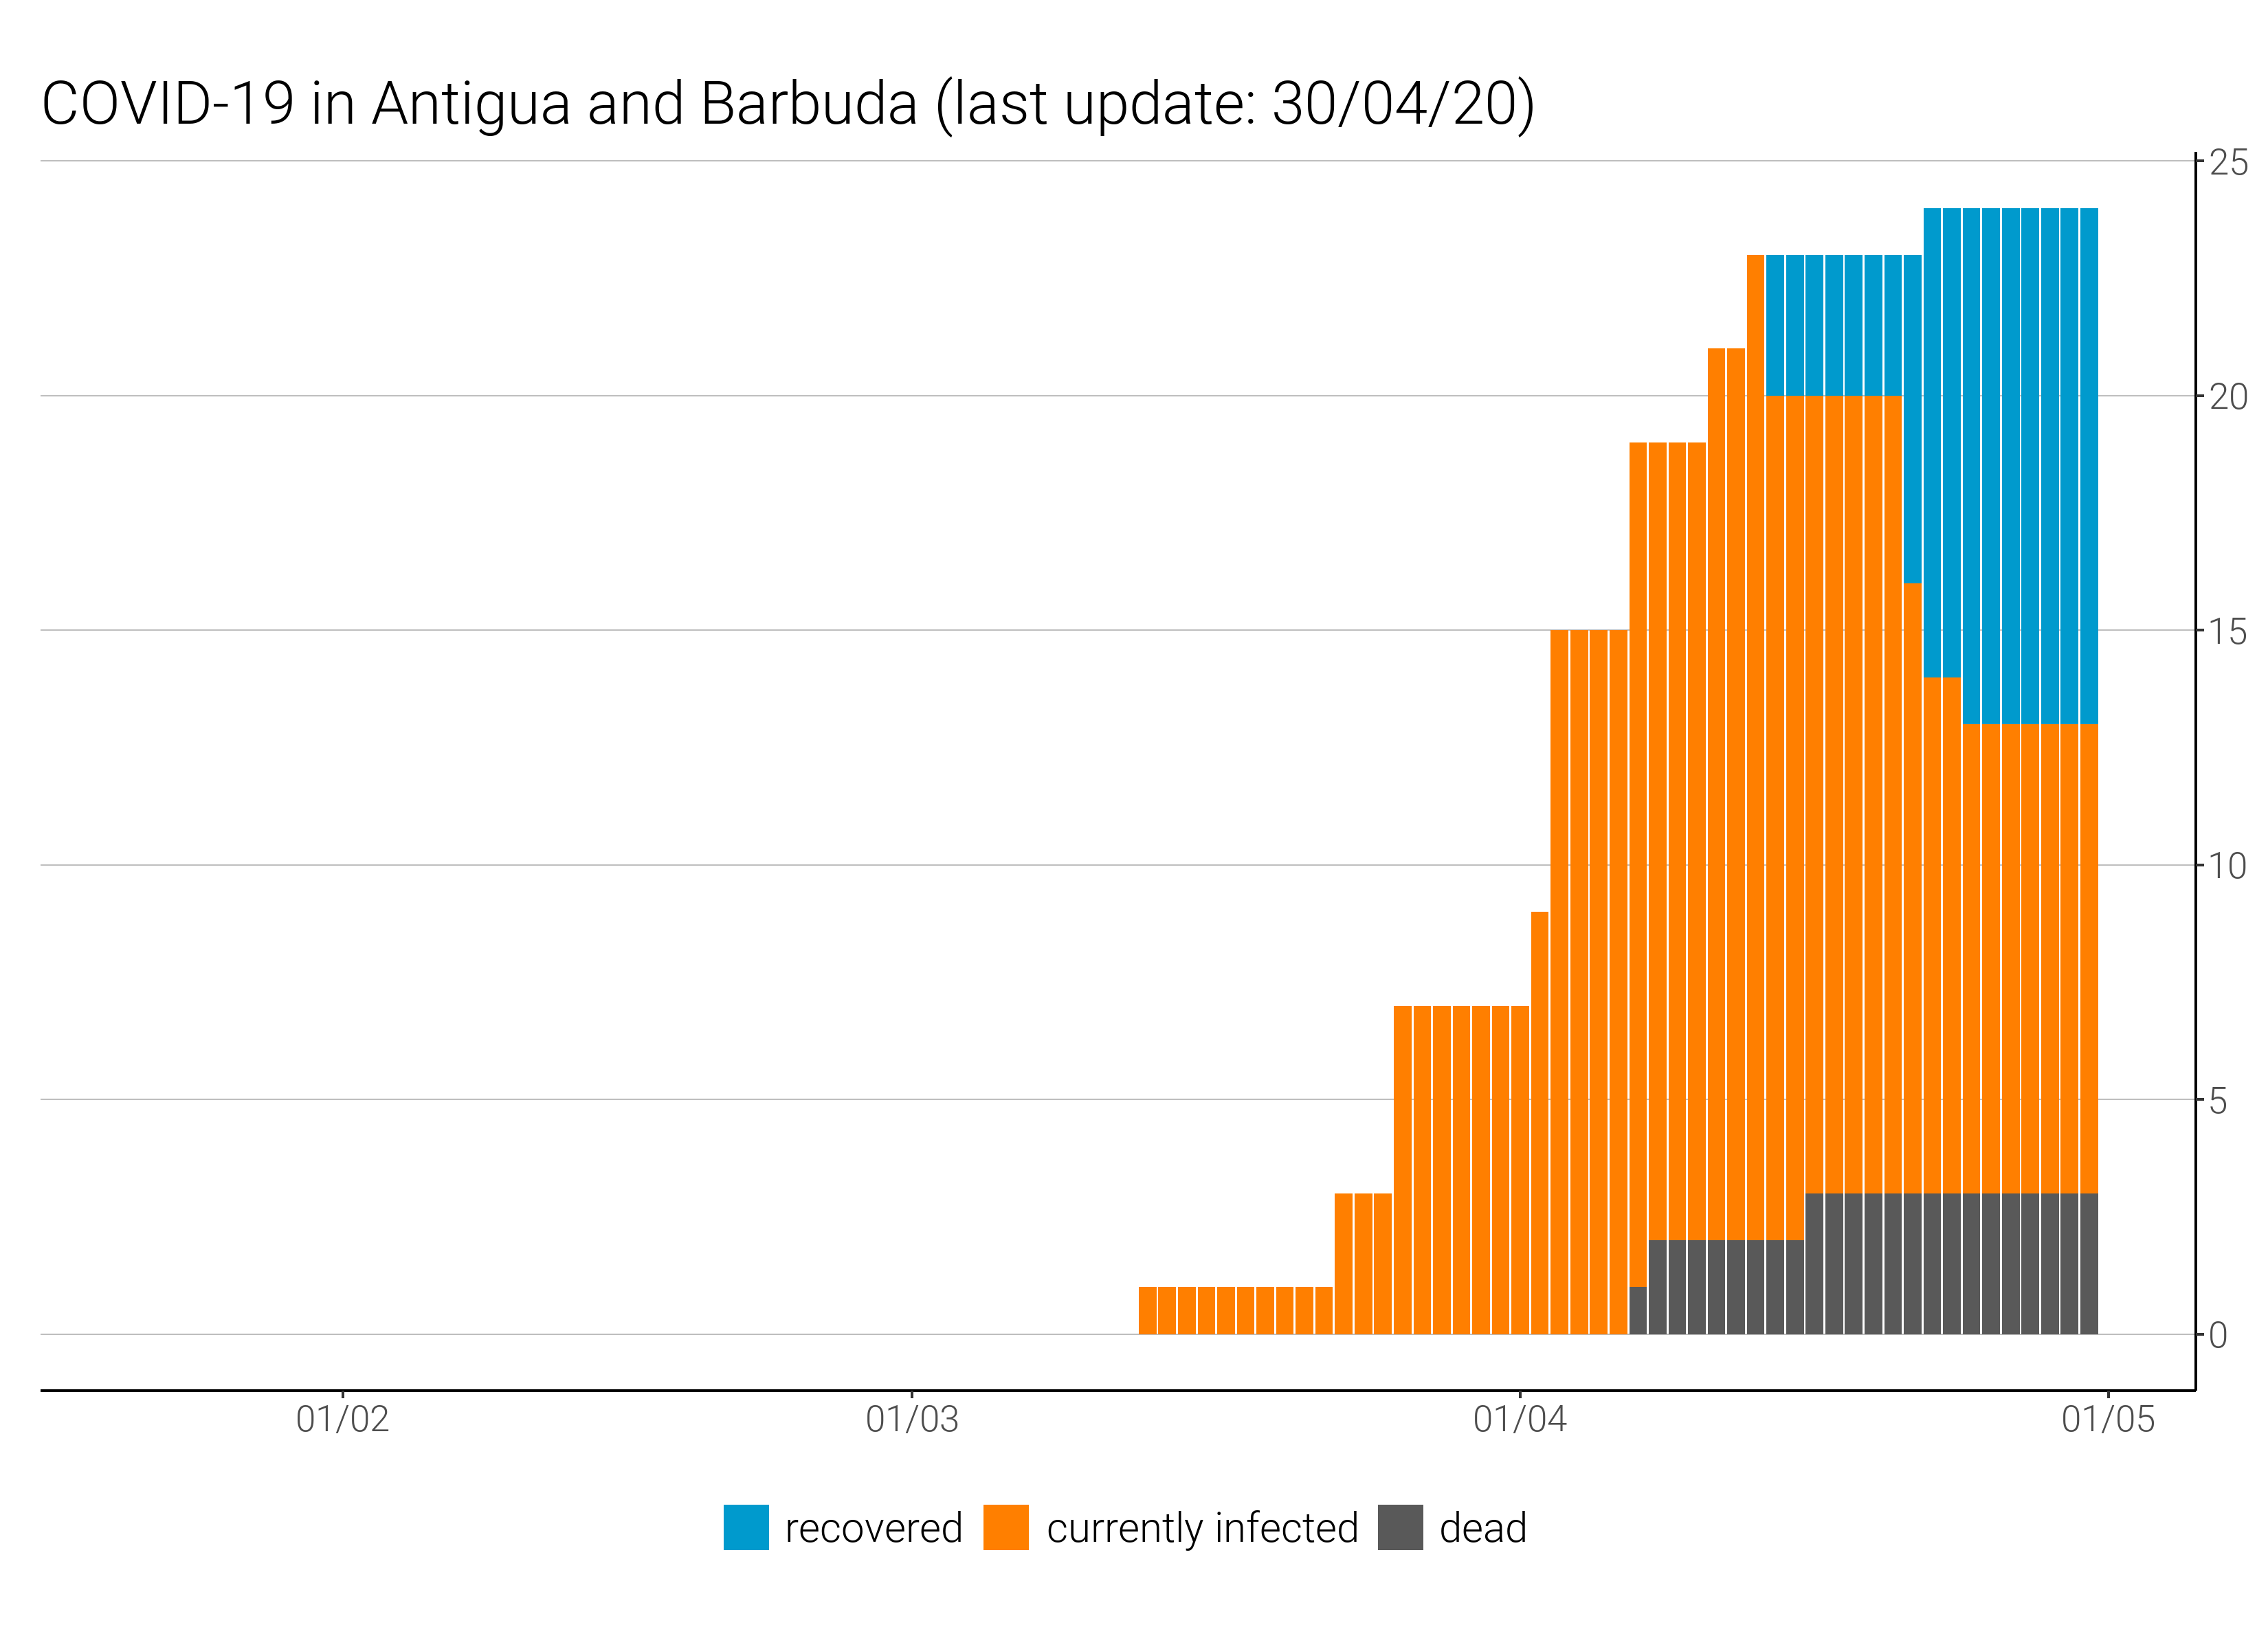 COVID-19 in Antigua and Barbuda (last update: 30/04/20)
25
20
15
10
5
0
01/02 01/03 01/04 01/05
recovered currently infected dead